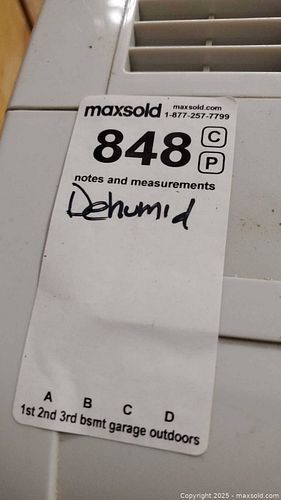 maxsold maxsold.com
1-877-257-7799
848 C
P
notes and measurements
Dehumid
A B C D
1st 2nd 3rd bsmt garage outdoors
Copyright 2025 - maxsold.com